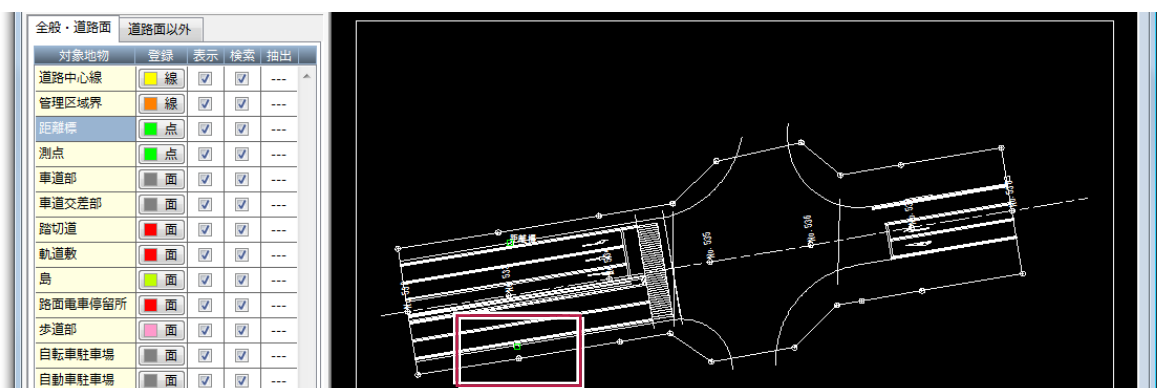 全般・道路面 道路面以外
対象地物 登録 表示 検索 抽出
道路中心線 線 ---
管理区域界 線 ---
距離標 点 ---
測点 点 ---
車道部 面 ---
車道交差部 面 ---
踏切道 面 ---
軌道敷 面 ---
島 面 ---
路面電車停留所 面 ---
歩道部 面 ---
自転車駐車場 面 ---
自動車駐車場 面 ---
距離標
No. 535
536